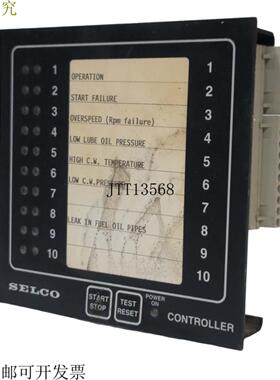 究
1 OPERATION 1
2 START FAILURE 2
3 OVERSPEED (Rpm failure) 3
4 LOW LUBE OIL PRESSURE 4
5 HIGH C.W. TEMPERATURE 5
6 LOW C.W.PRES 6
JTT13568
7 7
8 LEAK IN FUEL OIL PIPES 8
9 9
10 10
SELCO
START STOP
TEST RESET
POWER ON
CONTROLLER
邮可开发票